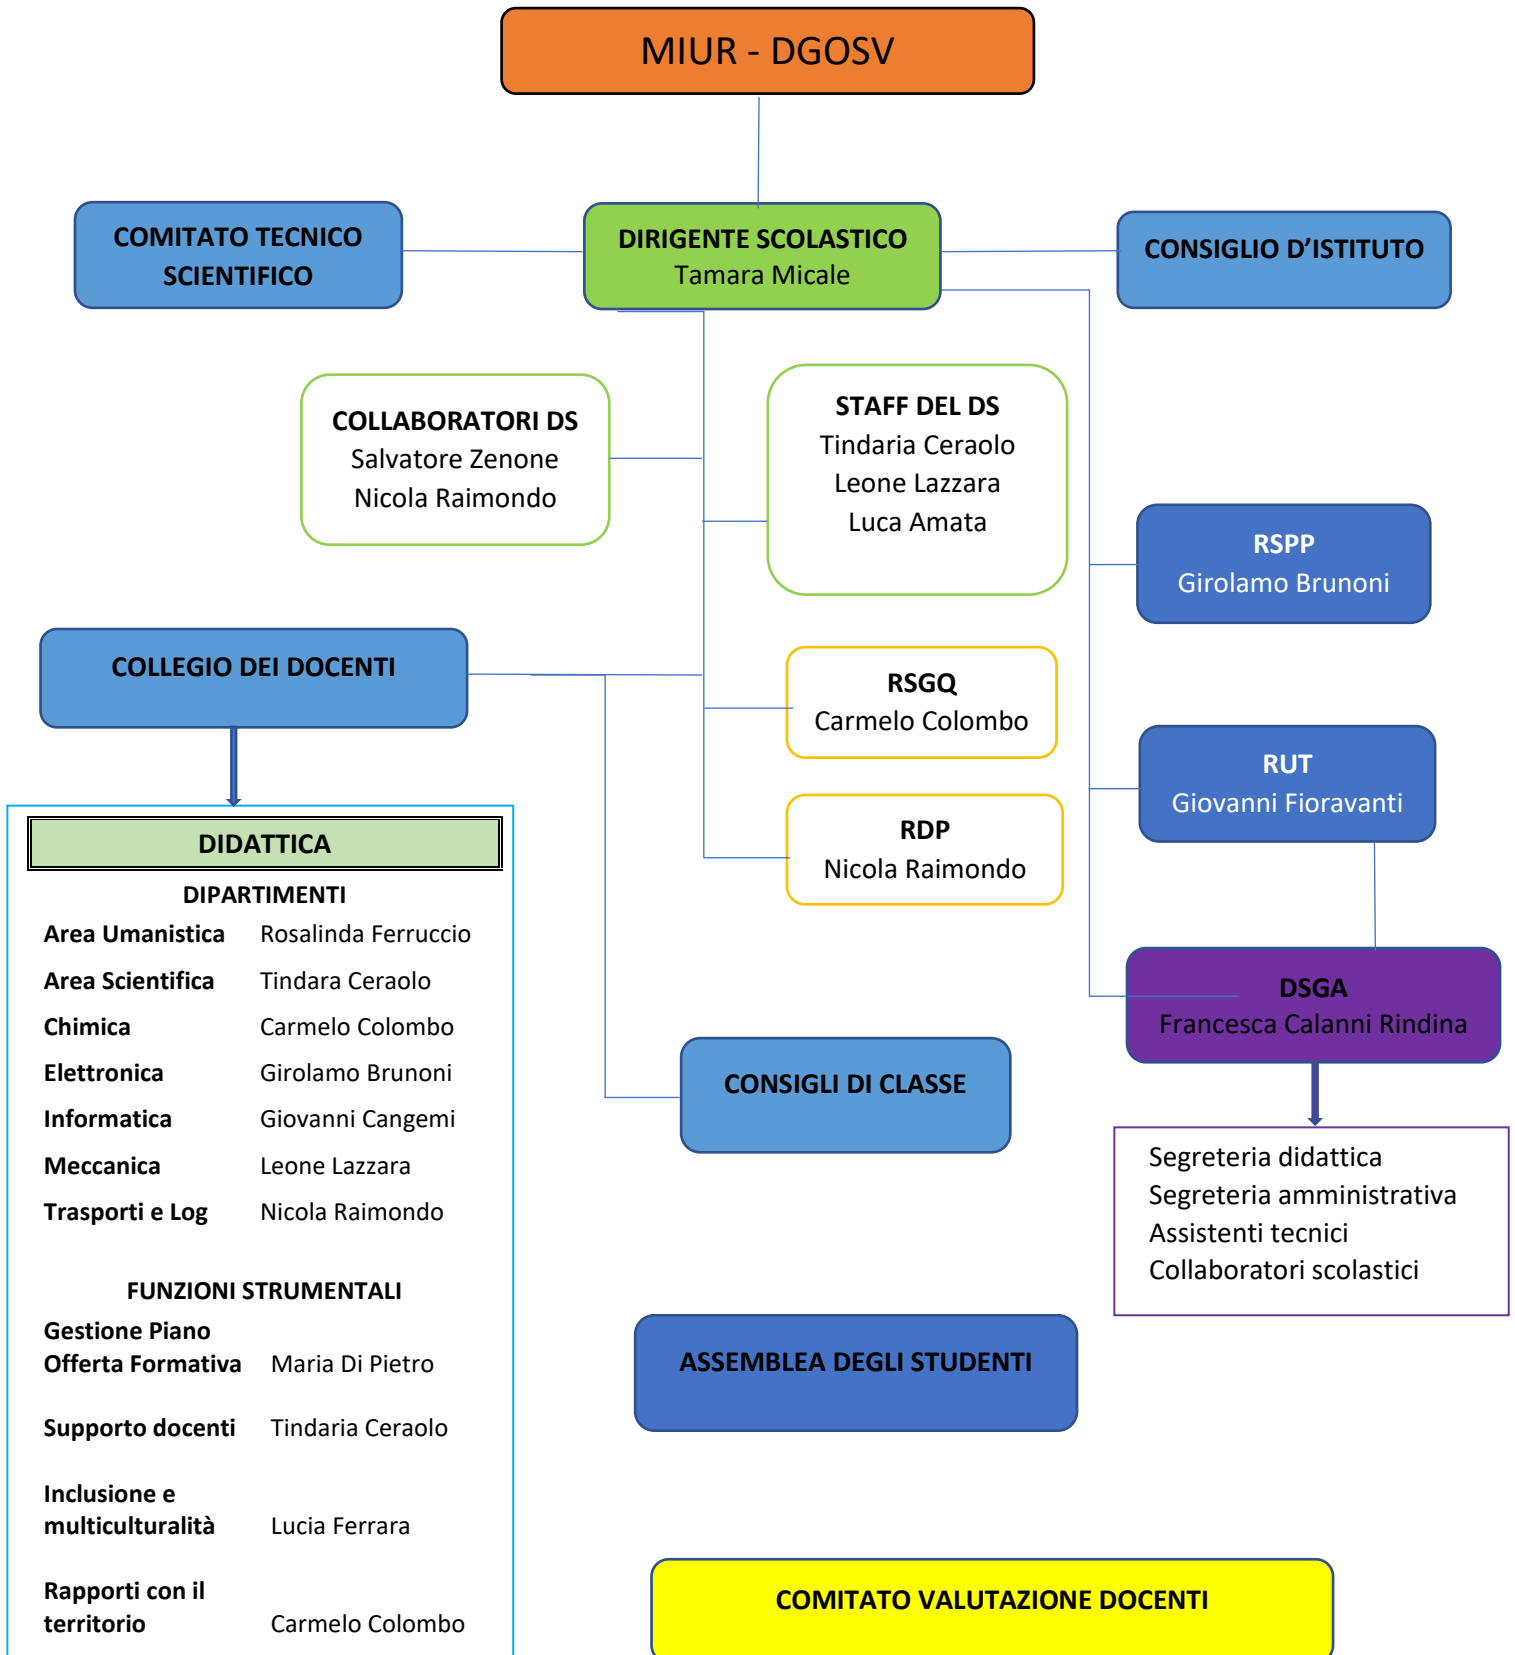 MIUR - DGOSV
COMITATO TECNICO
SCIENTIFICO
DIRIGENTE SCOLASTICO
Tamara Micale
CONSIGLIO D’ISTITUTO
COLLABORATORI DS
Salvatore Zenone
Nicola Raimondo
STAFF DEL DS
Tindaria Ceraolo
Leone Lazzara
Luca Amata
RSPP
Girolamo Brunoni
COLLEGIO DEI DOCENTI
RSGQ
Carmelo Colombo
RUT
Giovanni Fioravanti
RDP
Nicola Raimondo
DIDATTICA
DIPARTIMENTI
Area Umanistica Rosalinda Ferruccio
Area Scientifica Tindara Ceraolo
Chimica Carmelo Colombo
Elettronica Girolamo Brunoni
Informatica Giovanni Cangemi
Meccanica Leone Lazzara
Trasporti e Log Nicola Raimondo
FUNZIONI STRUMENTALI
Gestione Piano
Offerta Formativa Maria Di Pietro
Supporto docenti Tindaria Ceraolo
Inclusione e
multiculturalità Lucia Ferrara
Rapporti con il
territorio Carmelo Colombo
DSGA
Francesca Calanni Rindina
CONSIGLI DI CLASSE
Segreteria didattica
Segreteria amministrativa
Assistenti tecnici
Collaboratori scolastici
ASSEMBLEA DEGLI STUDENTI
COMITATO VALUTAZIONE DOCENTI